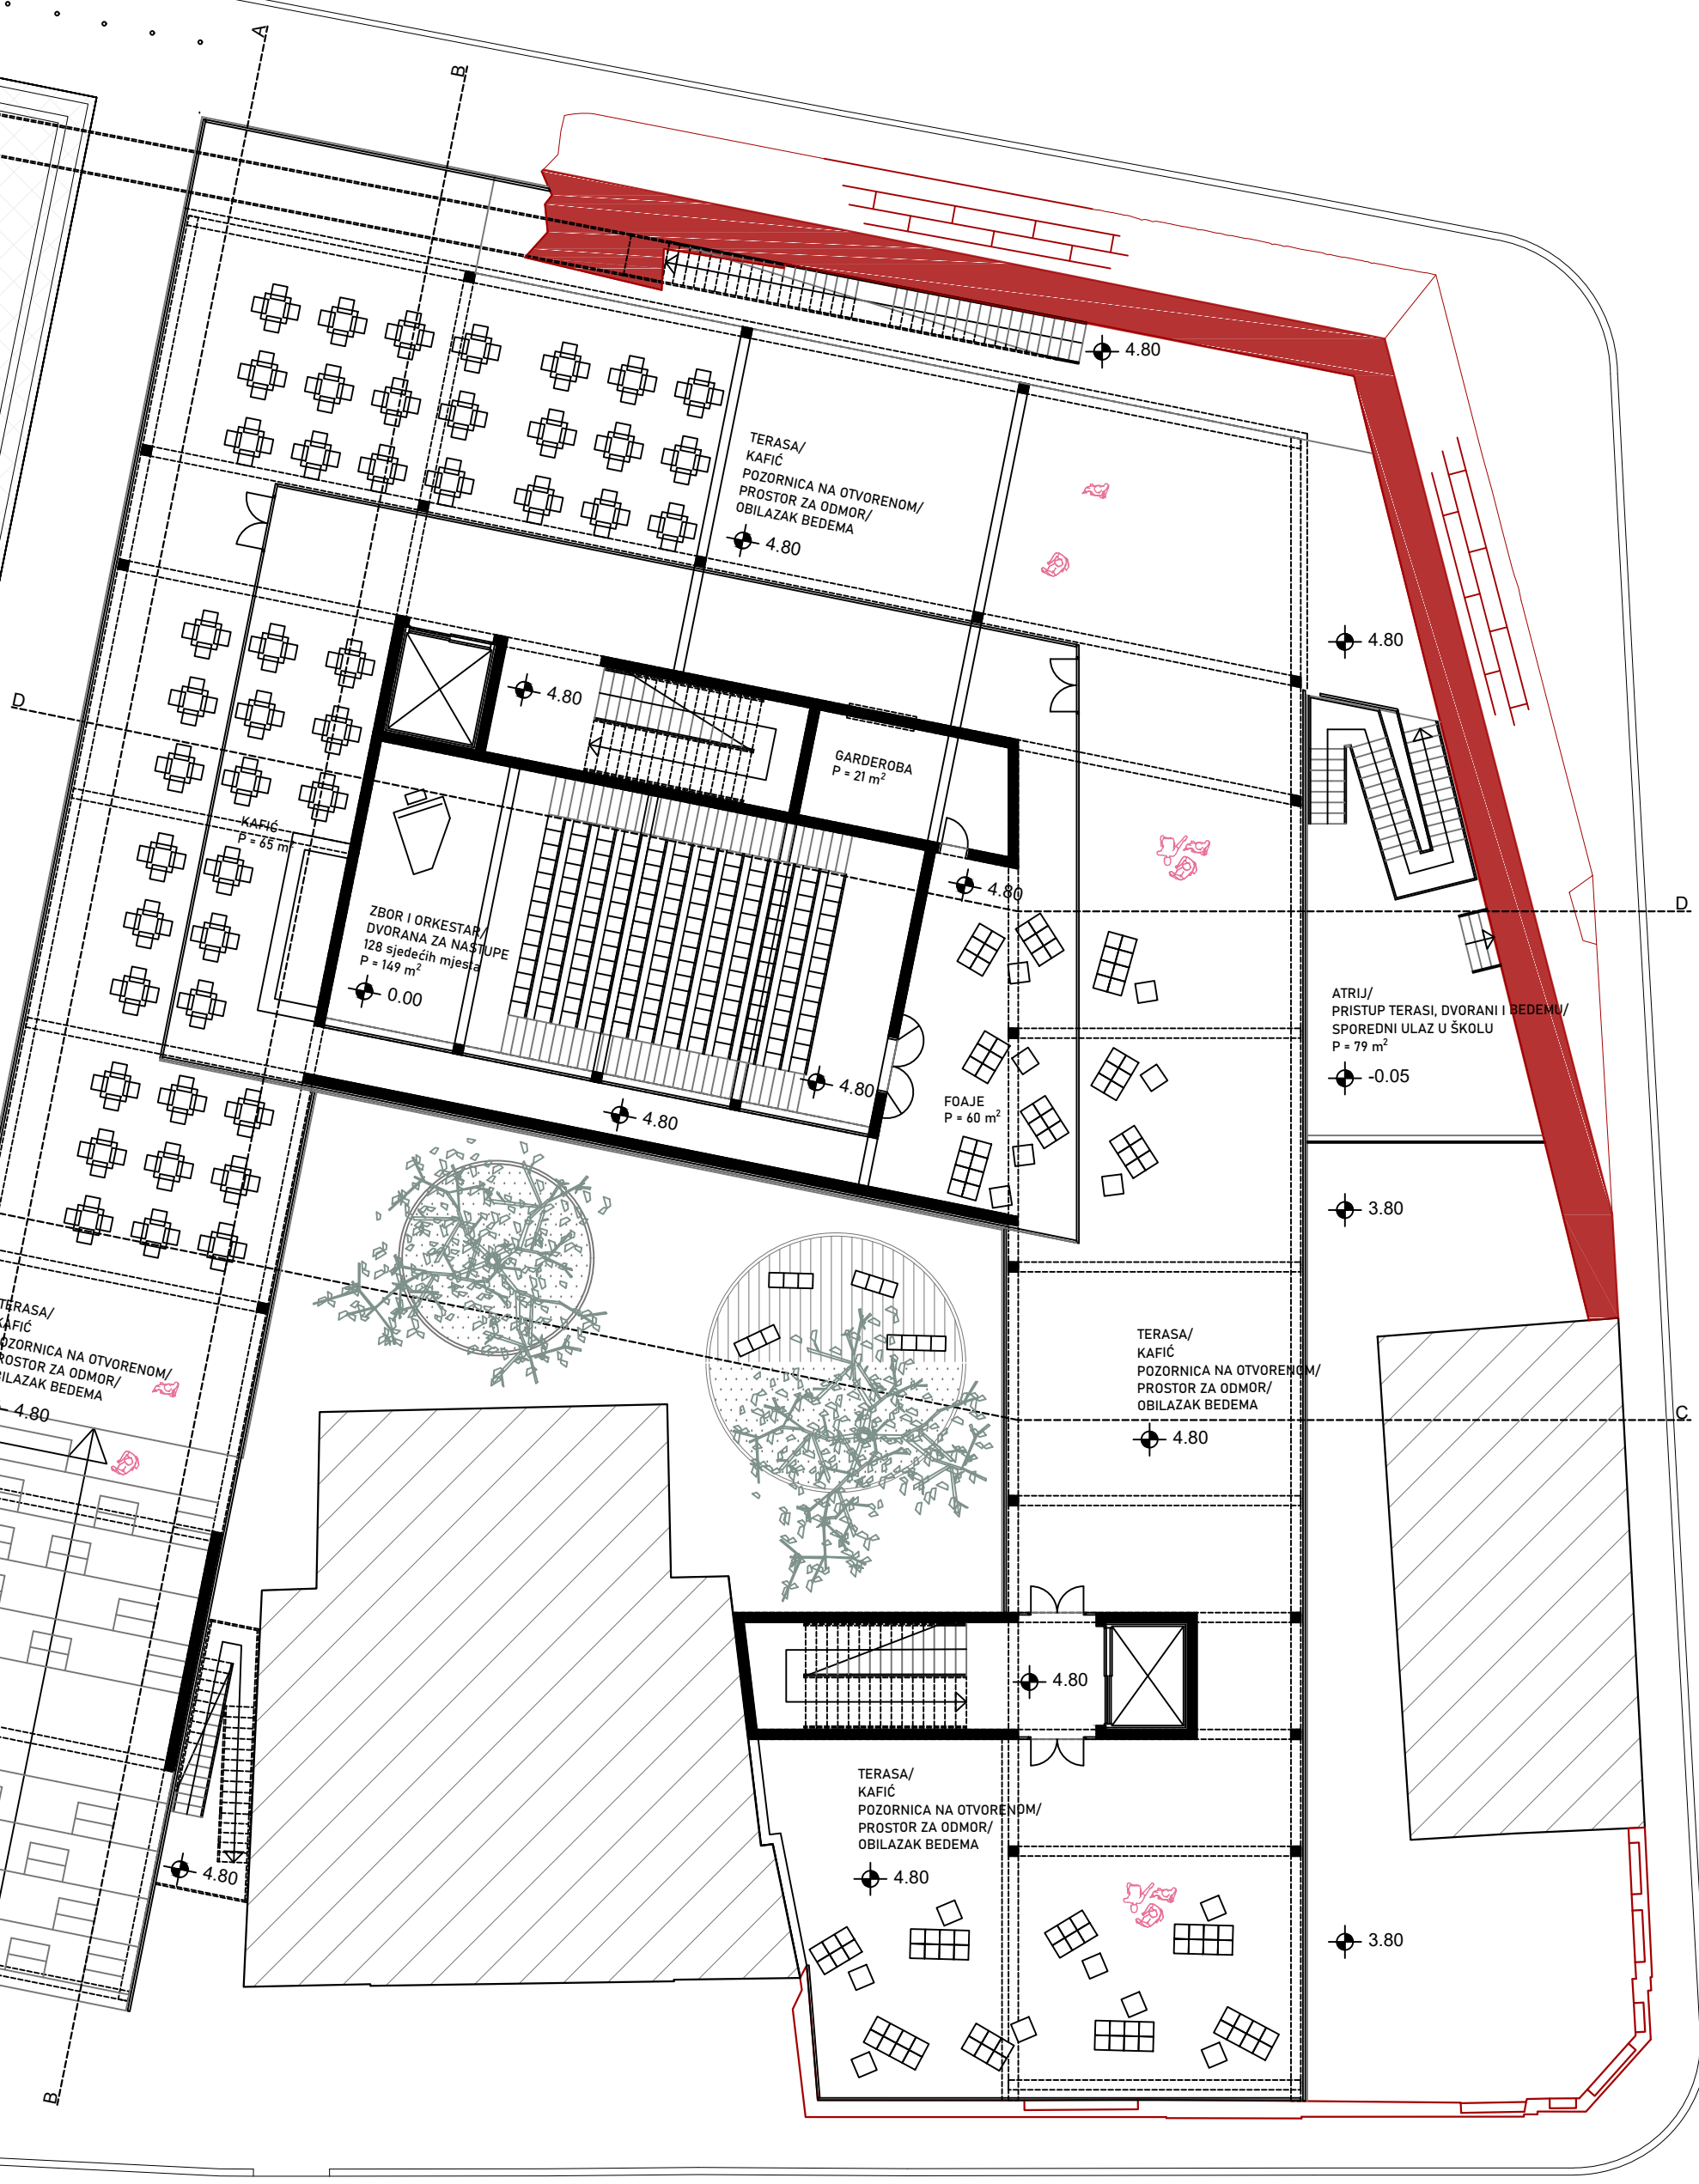 A
B
4.80
TERASA/
KAFIĆ
POZORNICA NA OTVORENOM/
PROSTOR ZA ODMOR/
OBILAZAK BEDEMA
4.80
4.80
D
4.80
GARDEROBA
P = 21 m²
KAFIĆ
P = 65 m²
4.80
D
ZBOR I ORKESTAR/
DVORANA ZA NASTUPE
128 sjedećih mjesta
P = 149 m²
0.00
ATRIJ/
PRISTUP TERASI, DVORANI I BEDEMU/
SPOREDNI ULAZ U ŠKOLU
P = 79 m²
-0.05
4.80
4.80
FOAJE
P = 60 m²
3.80
TERASA/
KAFIĆ
POZORNICA NA OTVORENOM/
PROSTOR ZA ODMOR/
OBILAZAK BEDEMA
4.80
TERASA/
KAFIĆ
POZORNICA NA OTVORENOM/
PROSTOR ZA ODMOR/
OBILAZAK BEDEMA
4.80
C
4.80
TERASA/
KAFIĆ
POZORNICA NA OTVORENOM/
PROSTOR ZA ODMOR/
OBILAZAK BEDEMA
4.80
4.80
3.80
B